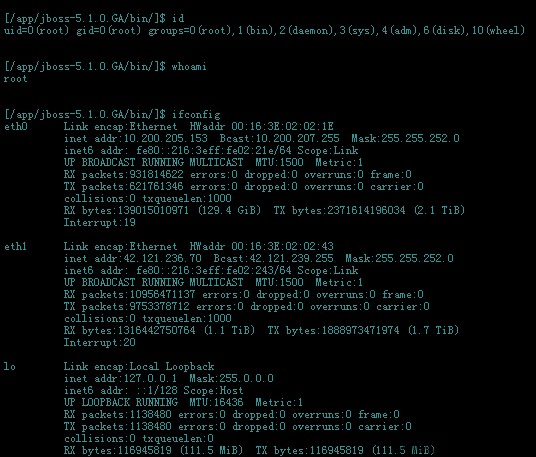 [/app/jboss-5.1.0.GA/bin/]$ id
uid=0(root) gid=0(root) groups=0(root),1(bin),2(daemon),3(sys),4(adm),6(disk),10(wheel)
[/app/jboss-5.1.0.GA/bin/]$ whoami
root
[/app/jboss-5.1.0.GA/bin/]$ ifconfig
eth0 Link encap:Ethernet HWaddr 00:16:3E:02:02:1E
inet addr:10.200.205.153 Bcast:10.200.207.255 Mask:255.255.252.0
inet6 addr: fe80::216:3eff:fe02:21e/64 Scope:Link
UP BROADCAST RUNNING MULTICAST MTU:1500 Metric:1
RX packets:931814622 errors:0 dropped:0 overruns:0 frame:0
TX packets:621761346 errors:0 dropped:0 overruns:0 carrier:0
collisions:0 txqueuelen:1000
RX bytes:139015010971 (129.4 GiB) TX bytes:2371614196034 (2.1 TiB)
Interrupt:19
eth1 Link encap:Ethernet HWaddr 00:16:3E:02:02:43
inet addr:42.121.236.70 Bcast:42.121.239.255 Mask:255.255.252.0
inet6 addr: fe80::216:3eff:fe02:243/64 Scope:Link
UP BROADCAST RUNNING MULTICAST MTU:1500 Metric:1
RX packets:10956471137 errors:0 dropped:0 overruns:0 frame:0
TX packets:9753378712 errors:0 dropped:0 overruns:0 carrier:0
collisions:0 txqueuelen:1000
RX bytes:1316442750764 (1.1 TiB) TX bytes:1888973471974 (1.7 TiB)
Interrupt:20
lo Link encap:Local Loopback
inet addr:127.0.0.1 Mask:255.0.0.0
inet6 addr: ::1/128 Scope:Host
UP LOOPBACK RUNNING MTU:16436 Metric:1
RX packets:1138480 errors:0 dropped:0 overruns:0 frame:0
TX packets:1138480 errors:0 dropped:0 overruns:0 carrier:0
collisions:0 txqueuelen:0
RX bytes:116945819 (111.5 MiB) TX bytes:116945819 (111.5 MiB)